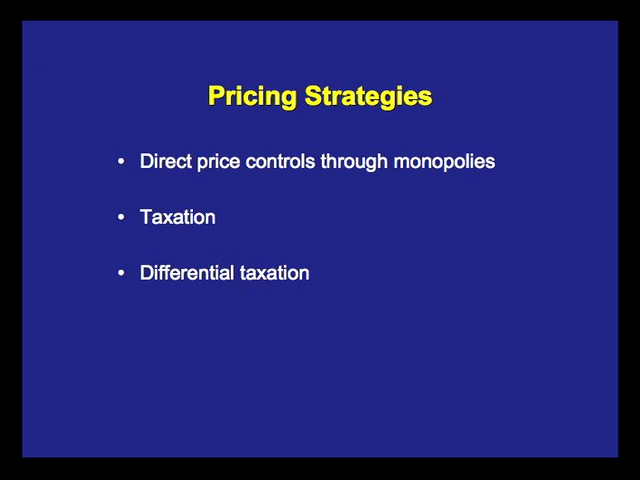 Pricing Strategies
• Direct price controls through monopolies
• Taxation
• Differential taxation